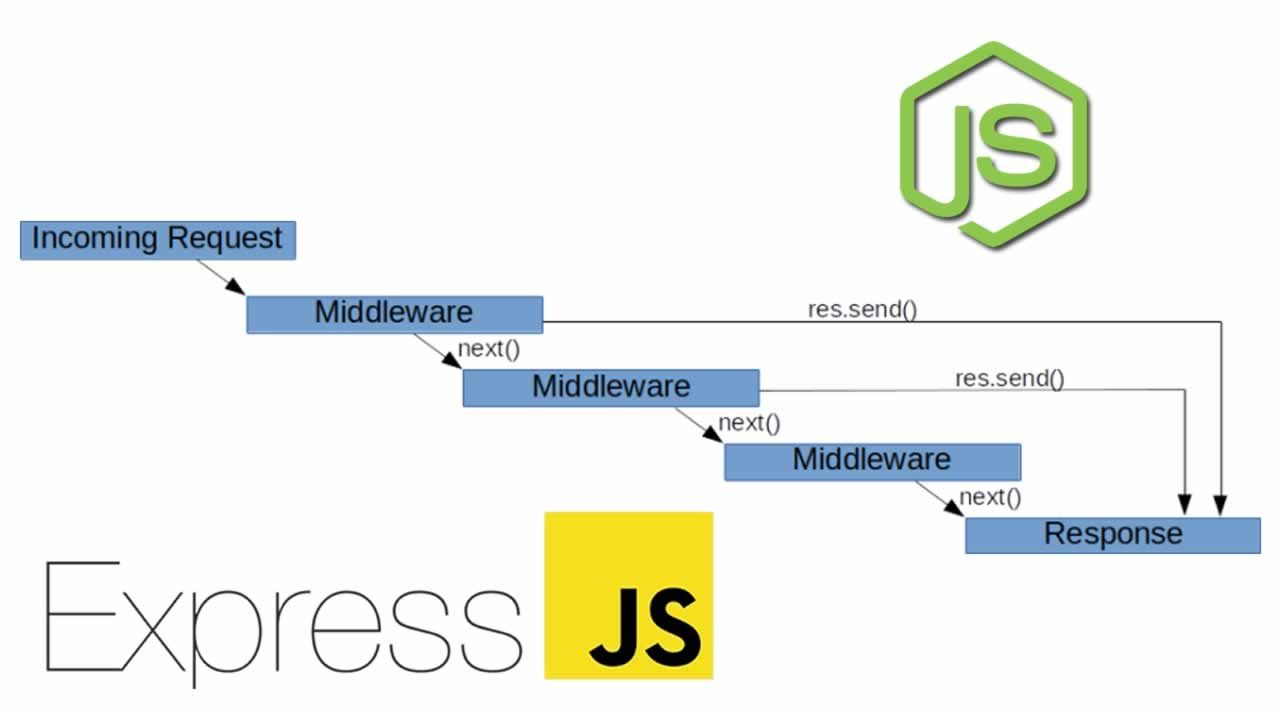 JS
Incoming Request
Middleware
res.send()
next()
Middleware
res.send()
next()
Middleware
next()
Response
Express
JS